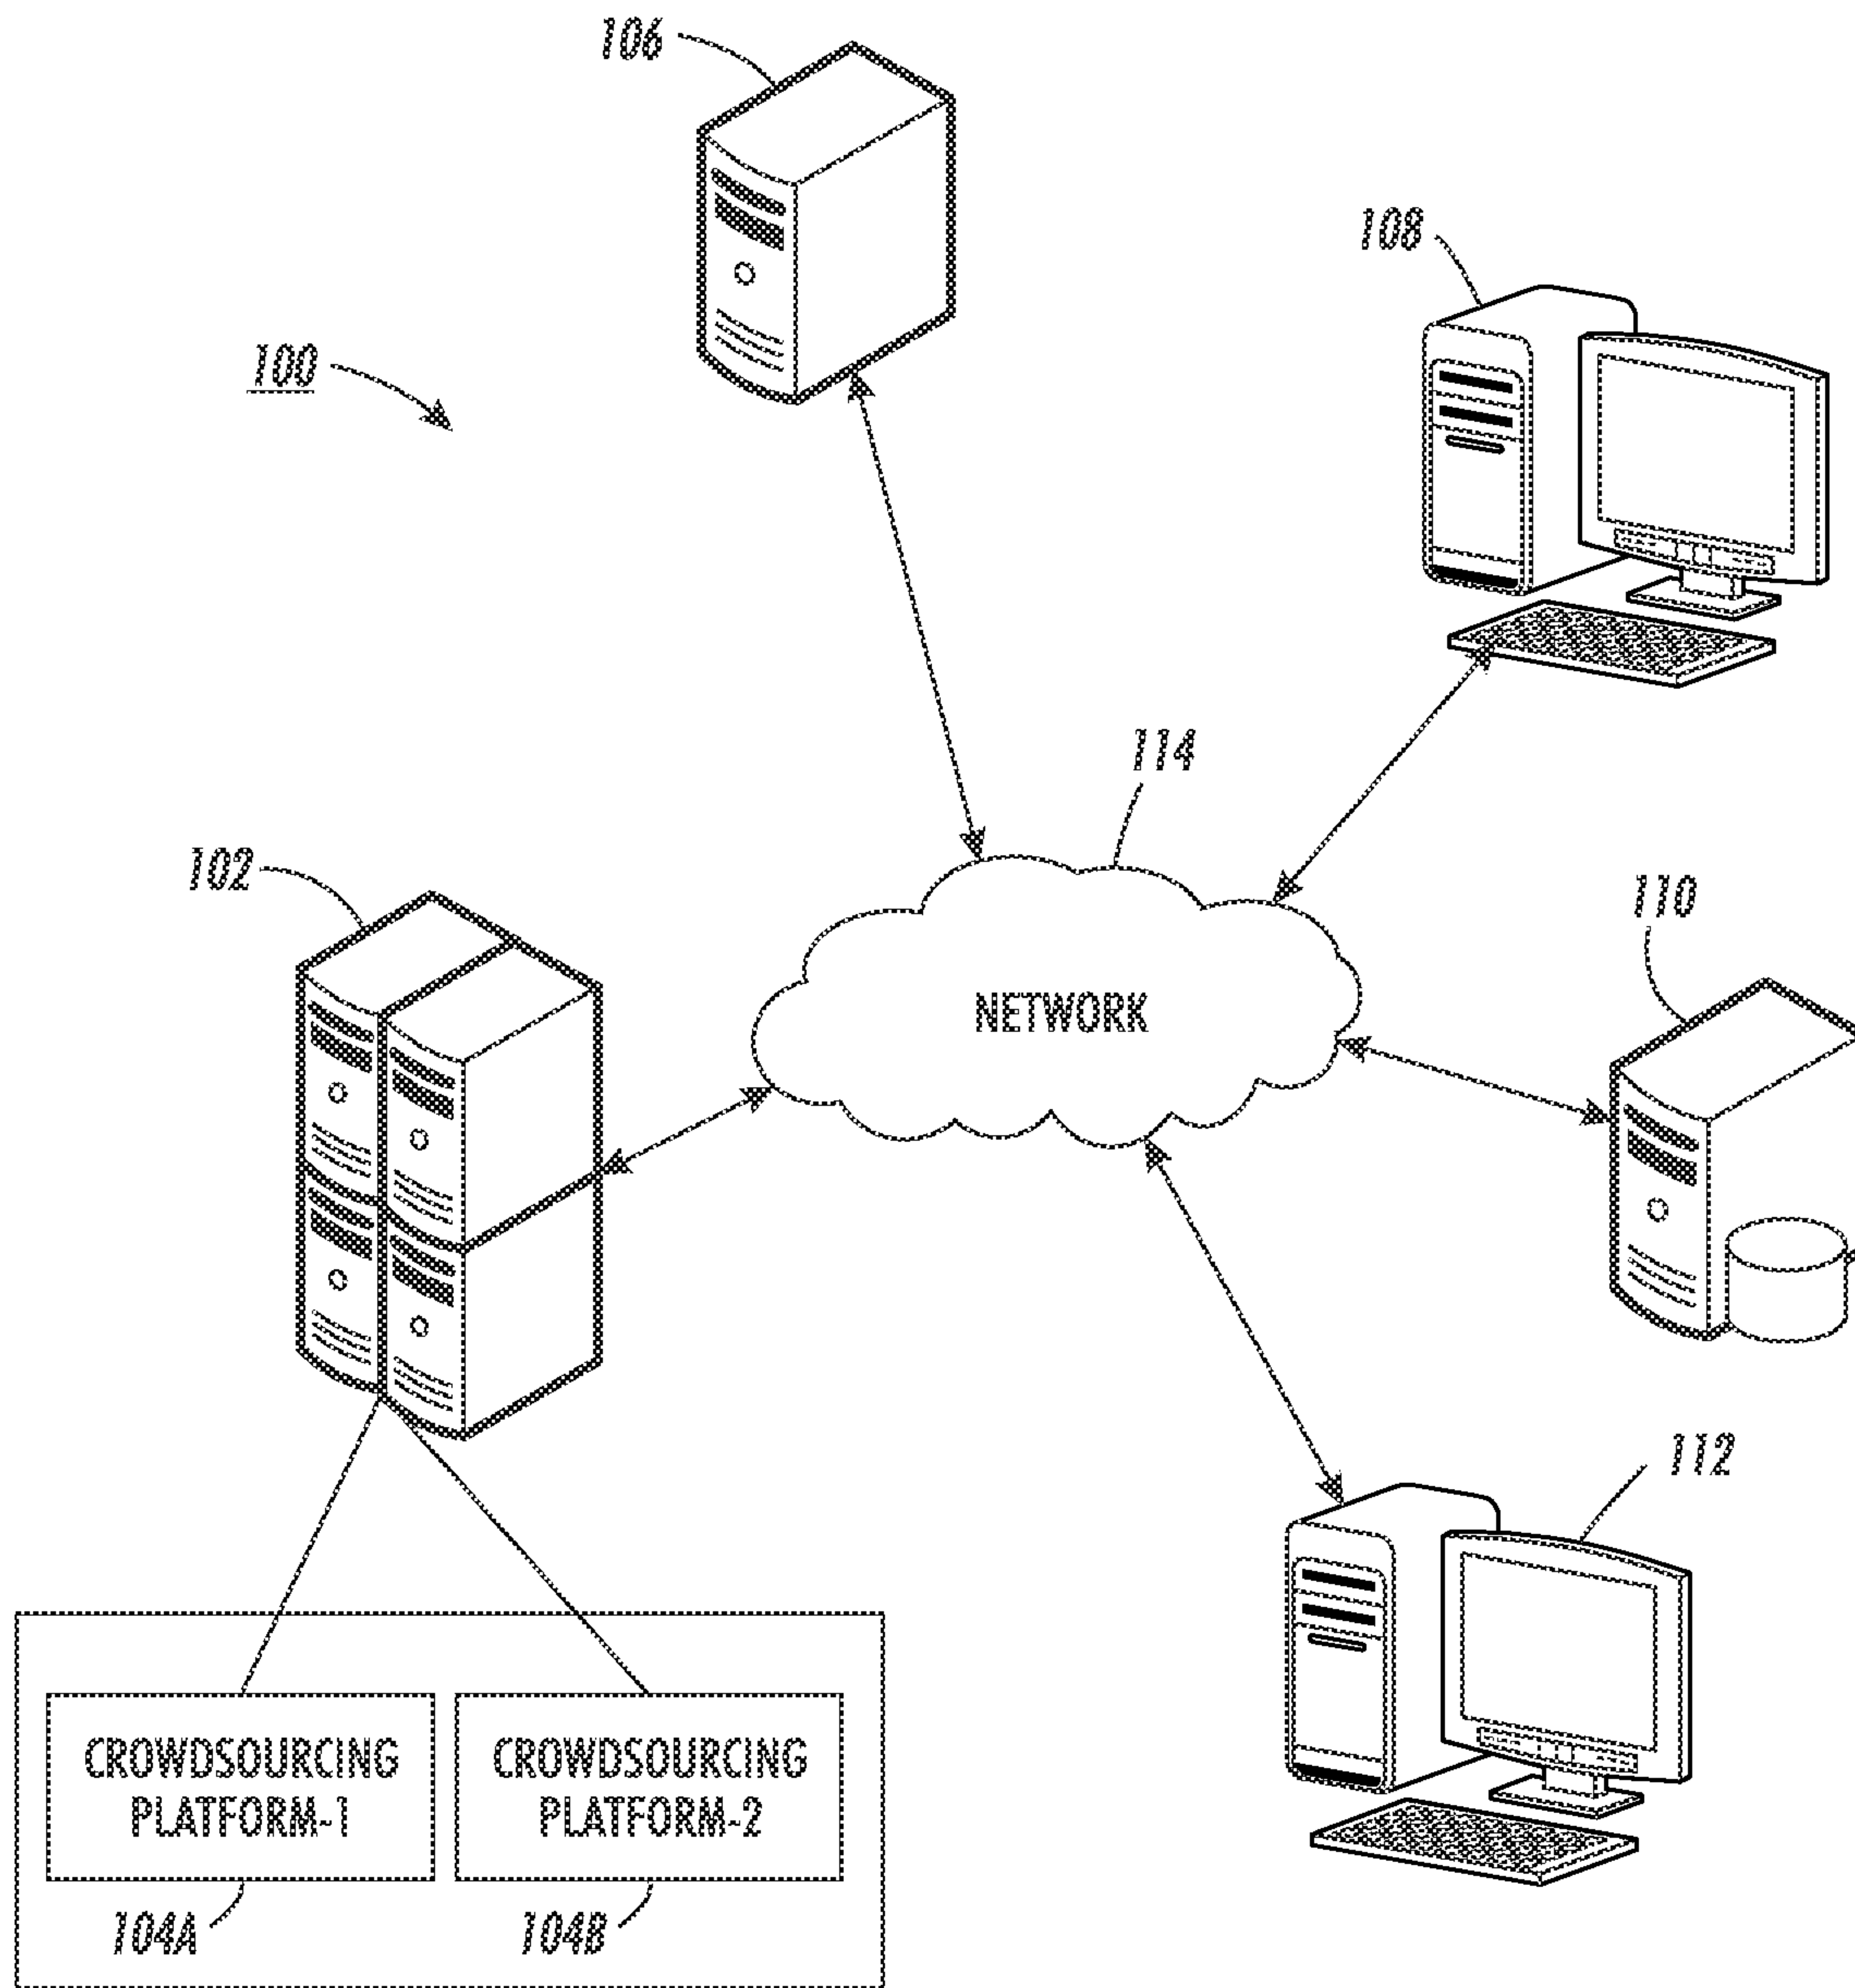 106
108
100
114
102
110
NETWORK
112
CROWDSOURCING
PLATFORM-1
CROWDSOURCING
PLATFORM-2
104A
104B